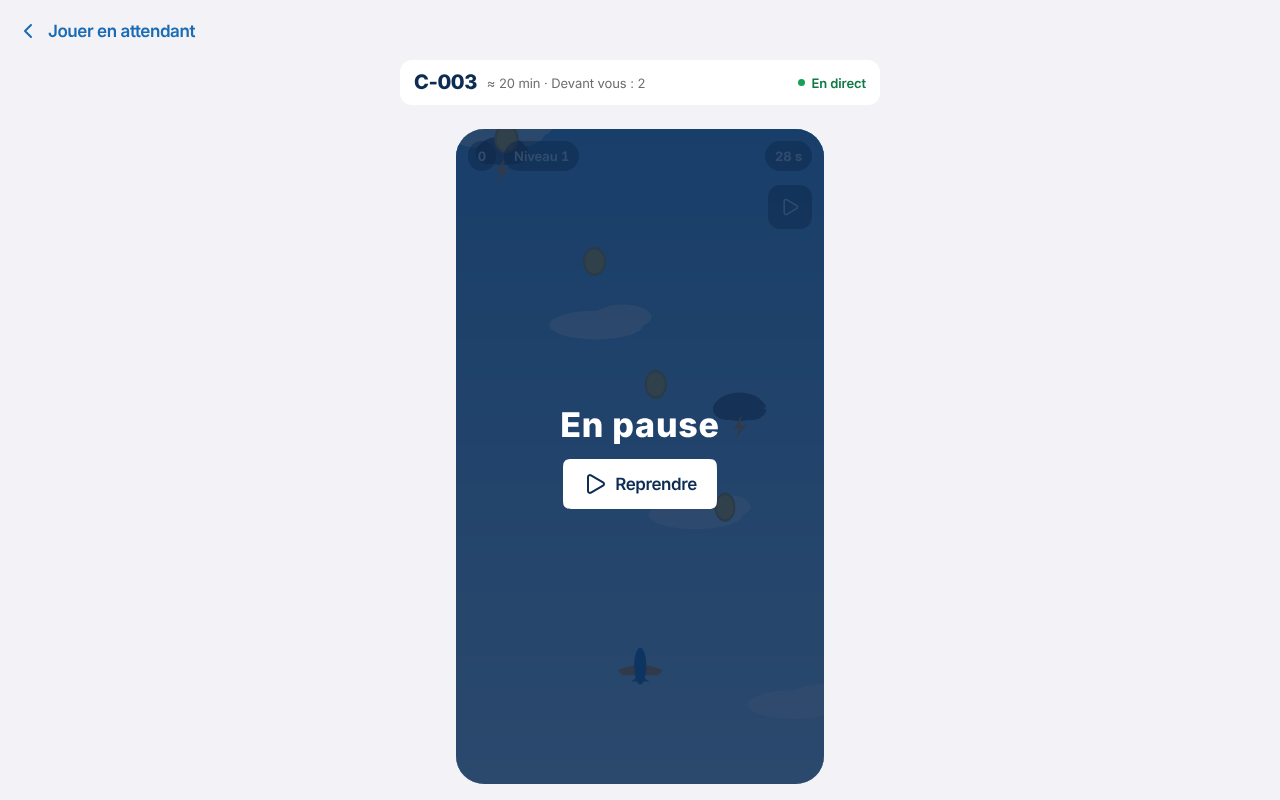 Jouer en attendant
C-003 ≈ 20 min · Devant vous : 2 En direct
0 Niveau 1 28 s
En pause
Reprendre